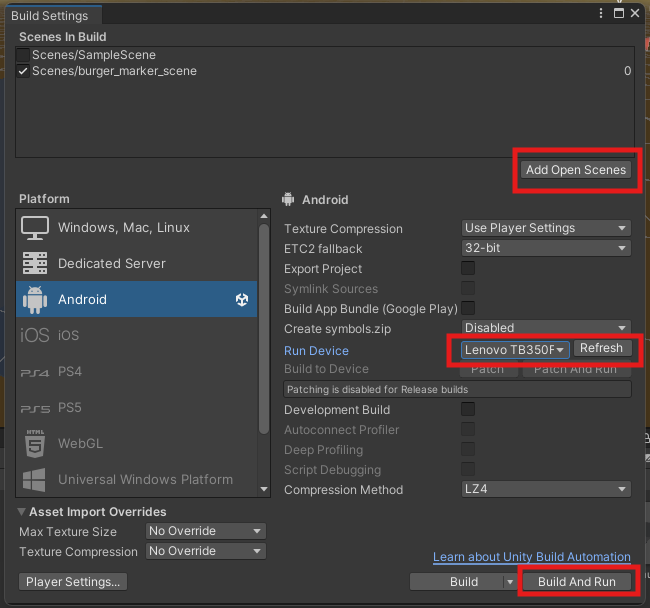 Build Settings
Scenes In Build
Scenes/SampleScene
Scenes/burger_marker_scene 0
Add Open Scenes
Platform
Windows, Mac, Linux
Dedicated Server
Android
iOS iOS
PS4 PS4
PS5 PS5
HTML 5 WebGL
Universal Windows Platform
Android
Texture Compression Use Player Settings
ETC2 fallback 32-bit
Export Project
Symlink Sources
Build App Bundle (Google Play)
Create symbols.zip Disabled
Run Device Lenovo TB350F Refresh
Build to Device Patch Patch And Run
Patching is disabled for Release builds
Development Build
Autoconnect Profiler
Deep Profiling
Script Debugging
Compression Method LZ4
Asset Import Overrides
Max Texture Size No Override
Texture Compression No Override
Learn about Unity Build Automation
Player Settings... Build Build And Run